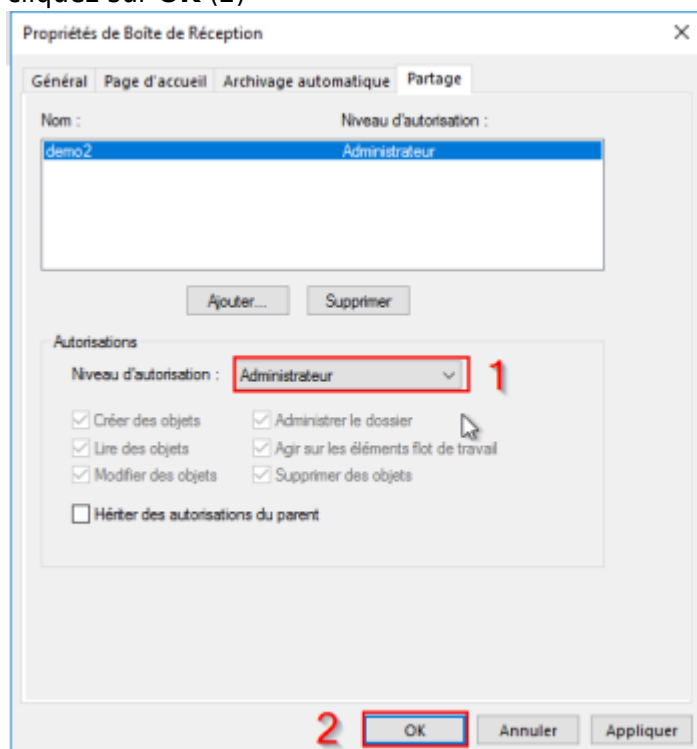 cliquez sur OK (2)
Propriétés de Boîte de Réception
Général Page d'accueil Archivage automatique Partage
Nom : Niveau d'autorisation :
demo2 Administrateur
Ajouter... Supprimer
Autorisations
Niveau d'autorisation : Administrateur 1
Créer des objets Administrer le dossier
Lire des objets Agir sur les éléments flot de travail
Modifier des objets Supprimer des objets
Hériter des autorisations du parent
2 OK Annuler Appliquer